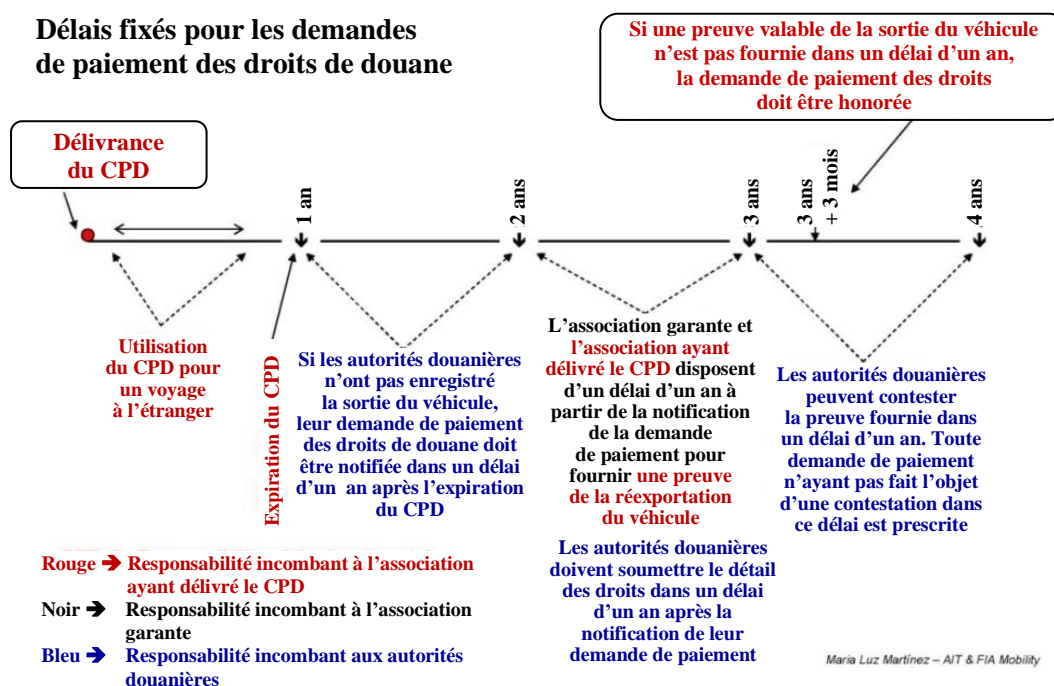 Délais fixés pour les demandes
de paiement des droits de douane
Si une preuve valable de la sortie du véhicule
n'est pas fournie dans un délai d'un an,
la demande de paiement des droits
doit être honorée
Délivrance
du CPD
1 an
2 ans
3 ans
3 ans
+ 3 mois
4 ans
Utilisation
du CPD pour
un voyage
à l'étranger
Expiration du CPD
Si les autorités douanières
n'ont pas enregistré
la sortie du véhicule,
leur demande de paiement
des droits de douane doit
être notifiée dans un délai
d'un an après l'expiration
du CPD
L'association garante et
l'association ayant
délivré le CPD disposent
d'un délai d'un an à
partir de la notification
de la demande
de paiement pour
fournir une preuve
de la réexportation
du véhicule
Les autorités douanières
doivent soumettre le détail
des droits dans un délai
d'un an après la
notification de leur
demande de paiement
Les autorités douanières
peuvent contester
la preuve fournie dans
un délai d'un an. Toute
demande de paiement
n'ayant pas fait l'objet
d'une contestation dans
ce délai est prescrite
Rouge ➔ Responsabilité incombant à l'association
ayant délivré le CPD
Noir ➔ Responsabilité incombant à l'association
garante
Bleu ➔ Responsabilité incombant aux autorités
douanières
Maria Luz Martínez – AIT & FIA Mobility